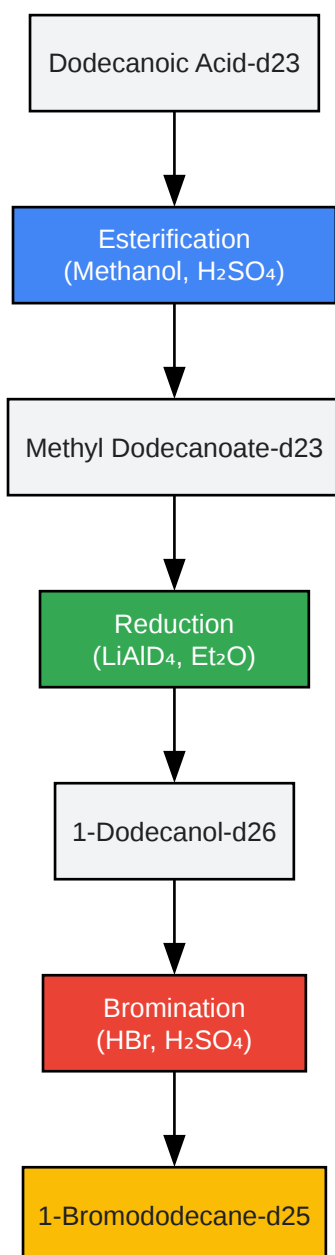 Dodecanoic Acid-d23
Esterification
(Methanol, H₂SO₄)
Methyl Dodecanoate-d23
Reduction
(LiAlD₄, Et₂O)
1-Dodecanol-d26
Bromination
(HBr, H₂SO₄)
1-Bromododecane-d25